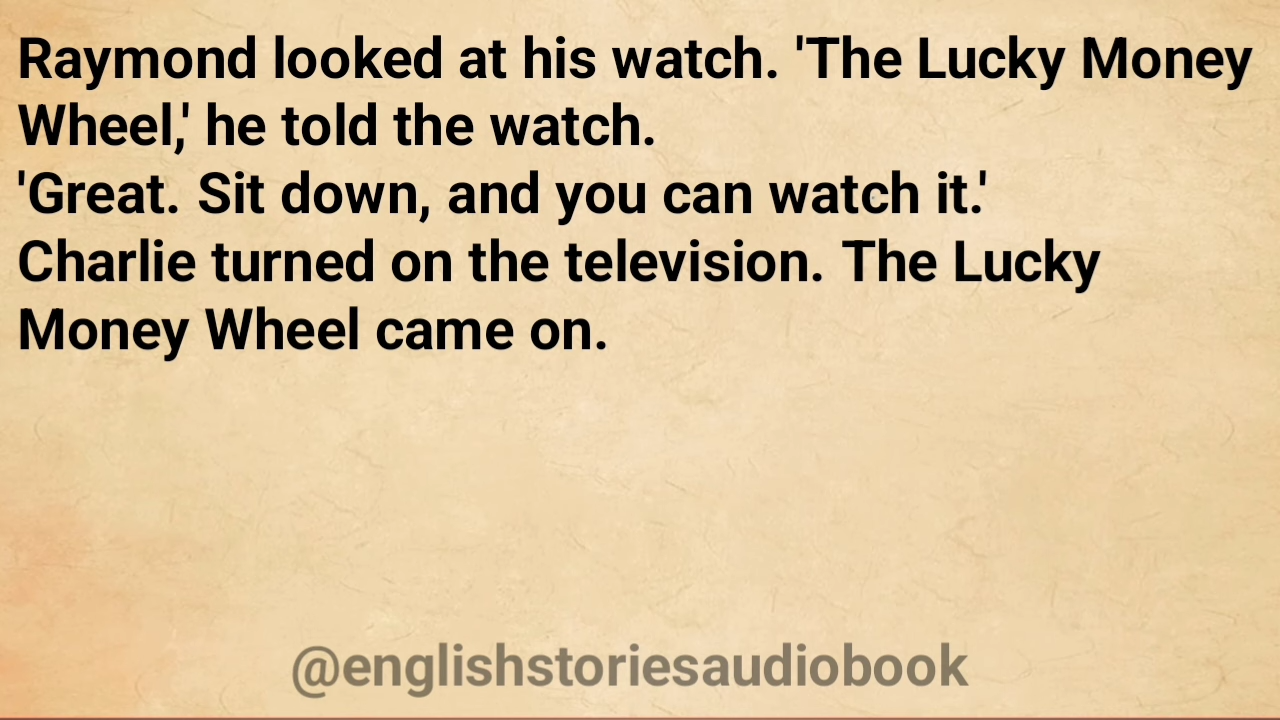 Raymond looked at his watch. 'The Lucky Money
Wheel,' he told the watch.
'Great. Sit down, and you can watch it.'
Charlie turned on the television. The Lucky
Money Wheel came on.
@englishstoriesaudiobook